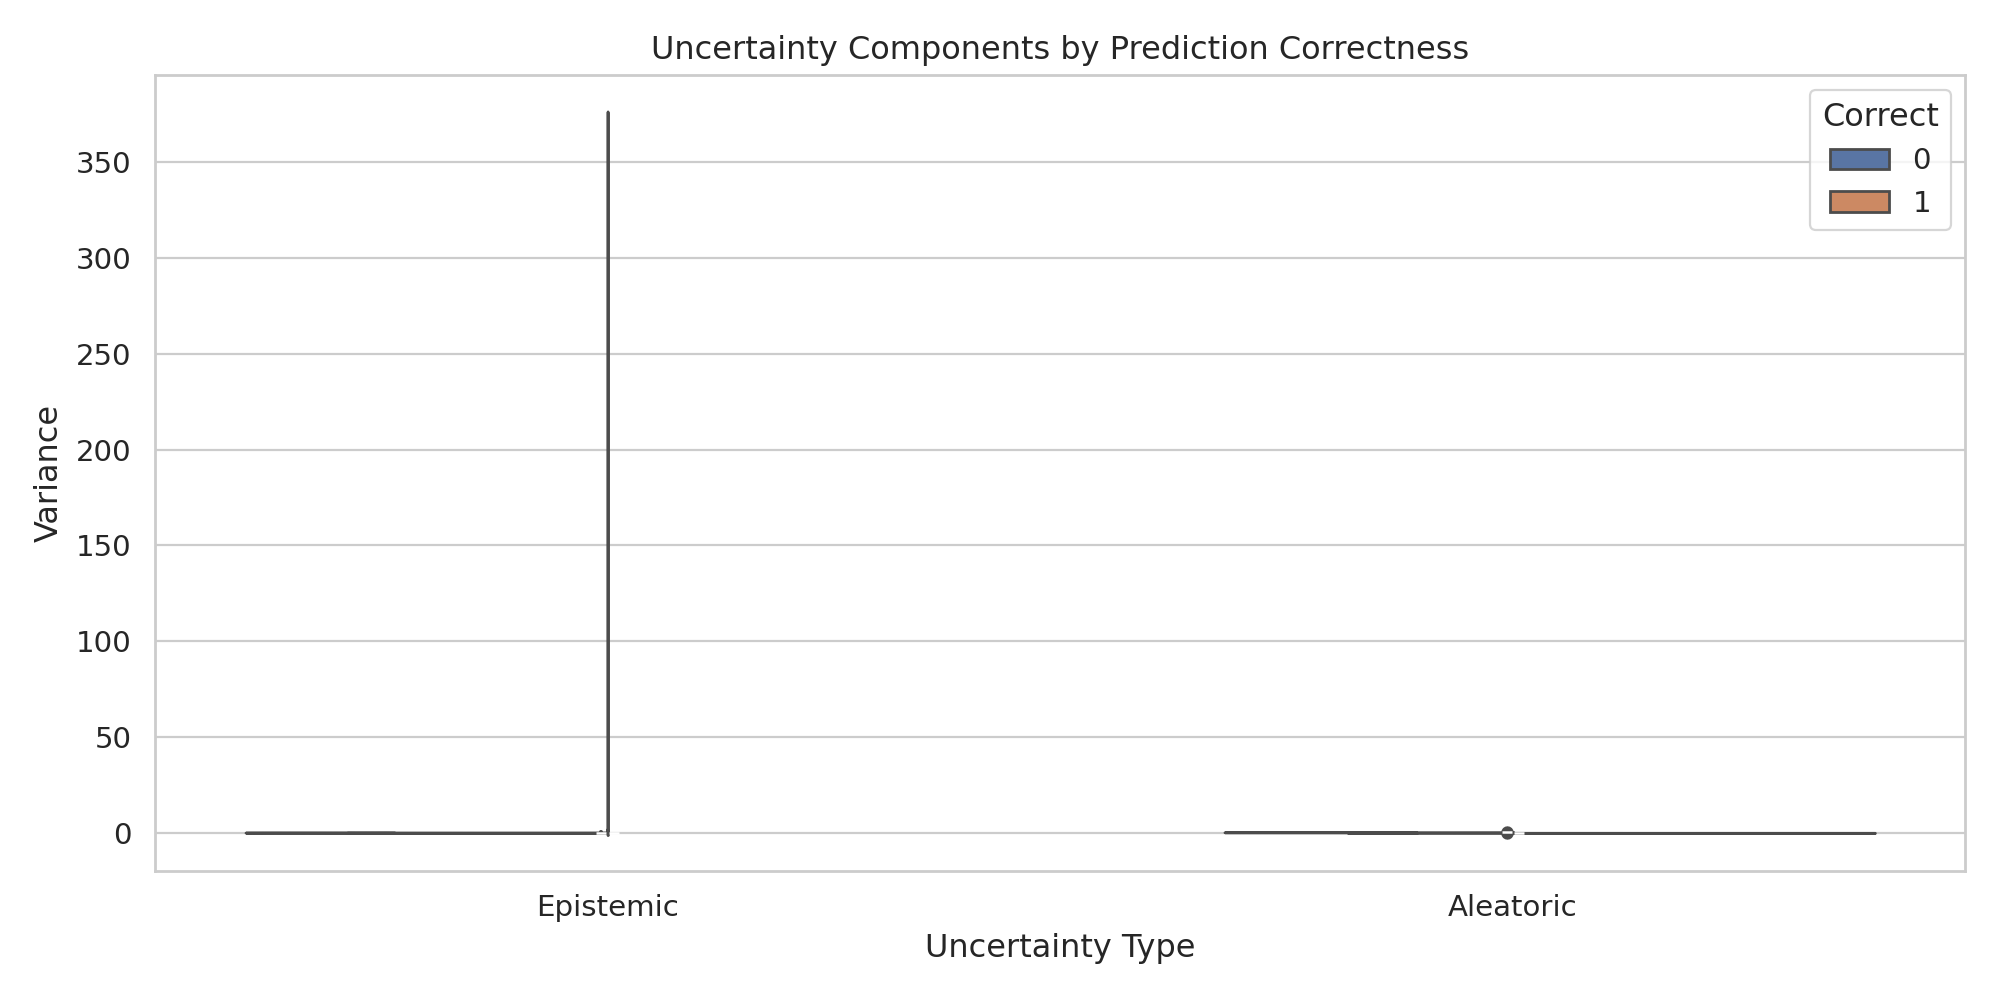 Uncertainty Components by Prediction Correctness
Correct
0
1
350
300
250
200
150
100
50
0
Variance
Epistemic
Aleatoric
Uncertainty Type